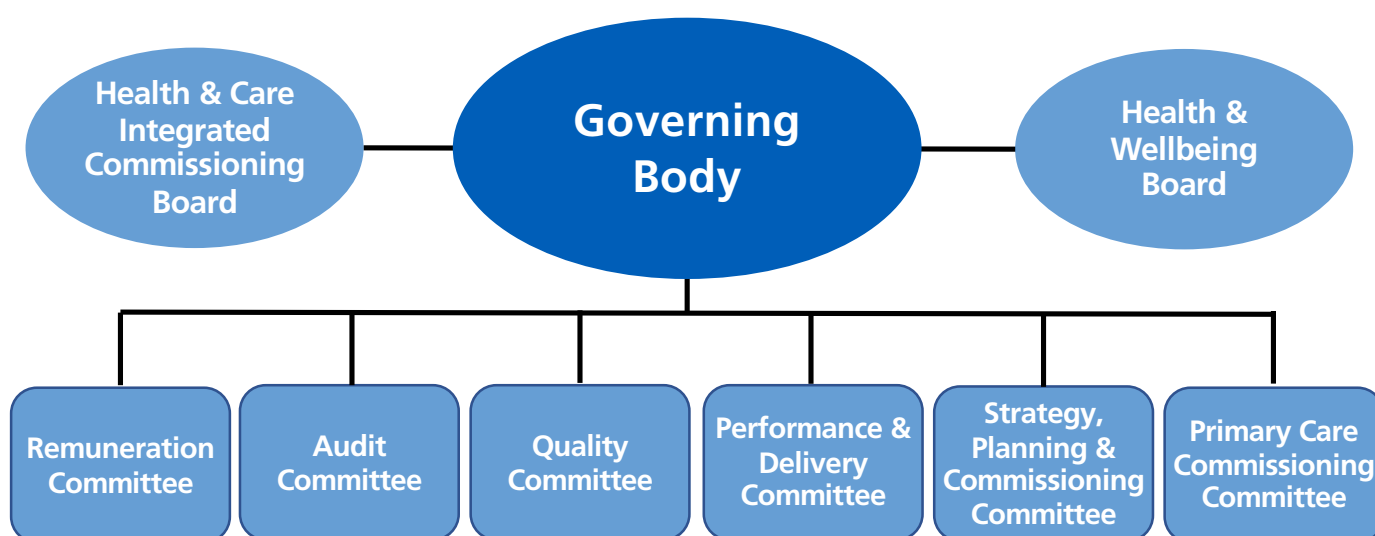 Health & Care
Integrated
Commissioning
Board
Governing
Body
Health &
Wellbeing
Board
Remuneration
Committee
Audit
Committee
Quality
Committee
Performance &
Delivery
Committee
Strategy,
Planning &
Commissioning
Committee
Primary Care
Commissioning
Committee